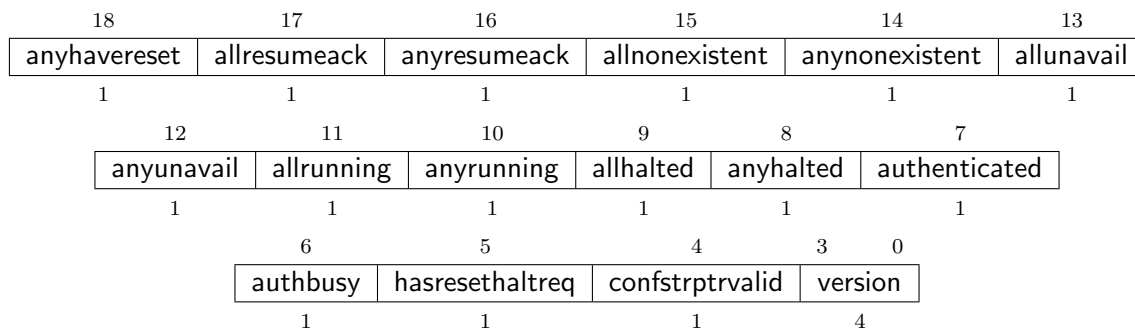 18 17 16 15 14 13
anyhavereset allresumeack anyresumeack allnonexistent anynonexistent allunavail
1 1 1 1 1 1
12 11 10 9 8 7
anyunavail allrunning anyrunning allhalted anyhalted authenticated
1 1 1 1 1 1
6 5 4 3 0
authbusy hasresethaltreq confstrptrvalid version
1 1 1 4